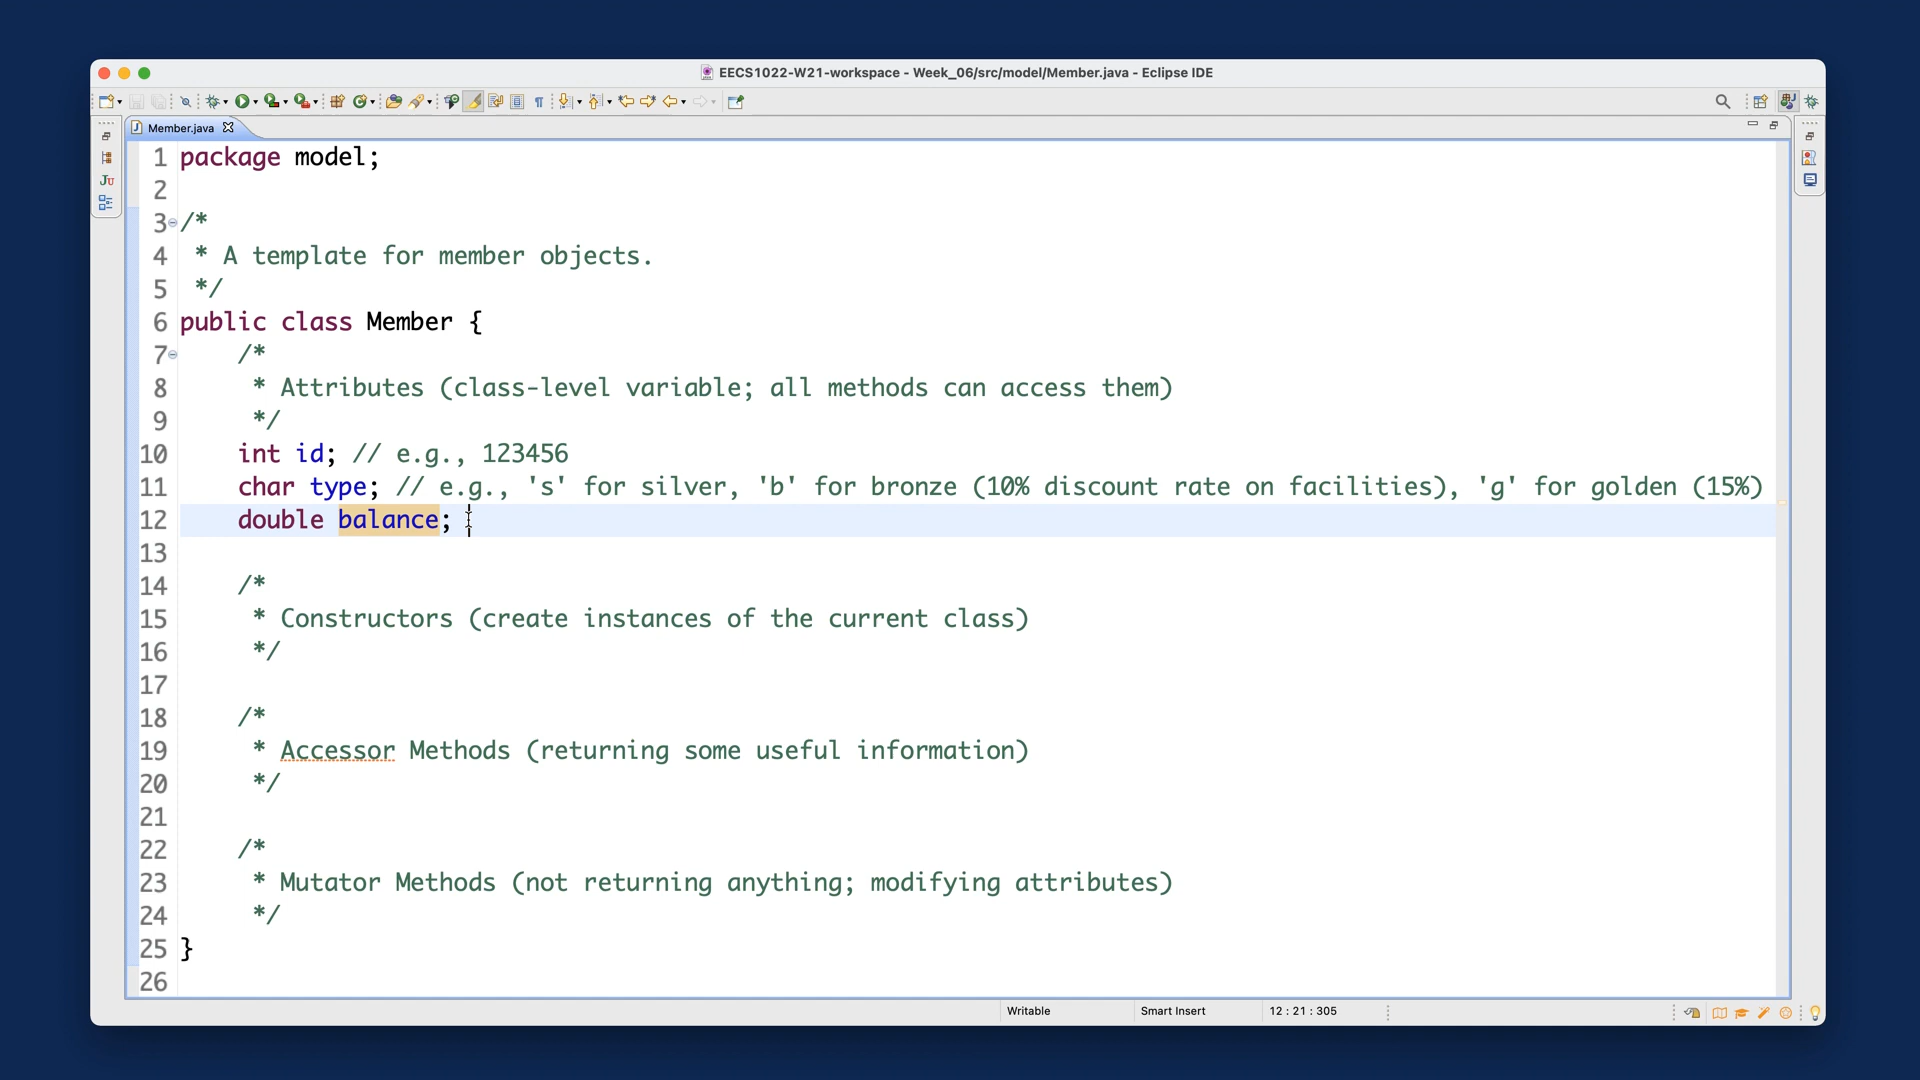 EECS1022-W21-workspace - Week_06/src/model/Member.java - Eclipse IDE
Member.java
1 package model;
2
3 /*
4 * A template for member objects.
5 */
6 public class Member {
7 /*
8 * Attributes (class-level variable; all methods can access them)
9 */
10 int id; // e.g., 123456
11 char type; // e.g., 's' for silver, 'b' for bronze (10% discount rate on facilities), 'g' for golden (15%)
12 double balance;
13
14 /*
15 * Constructors (create instances of the current class)
16 */
17
18 /*
19 * Accessor Methods (returning some useful information)
20 */
21
22 /*
23 * Mutator Methods (not returning anything; modifying attributes)
24 */
25 }
26
Writable Smart Insert 12 : 21 : 305